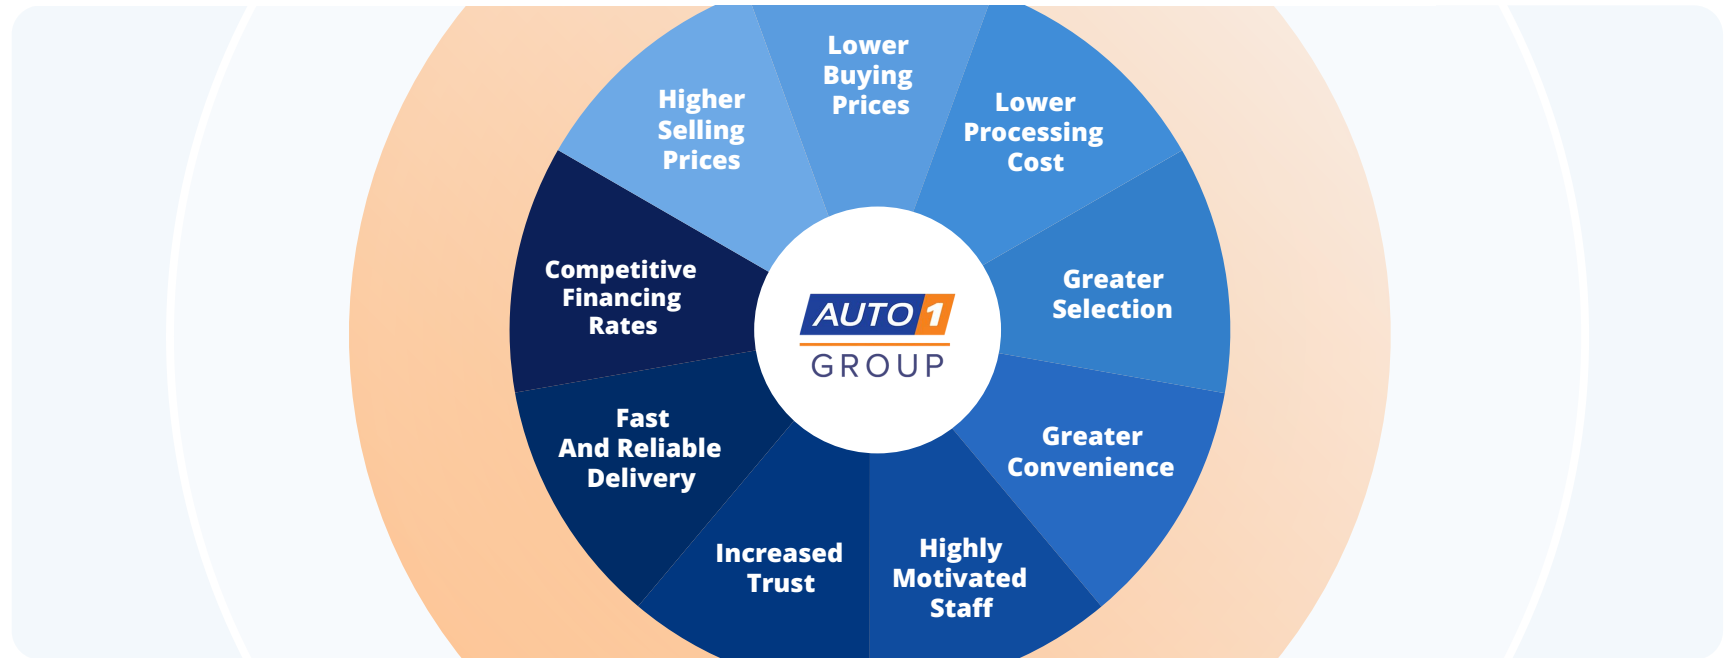 Lower
Buying
Prices
Lower
Processing
Cost
Greater
Selection
Greater
Convenience
Highly
Motivated
Staff
Increased
Trust
Fast
And Reliable
Delivery
Competitive
Financing
Rates
Higher
Selling
Prices
AUTO1
GROUP